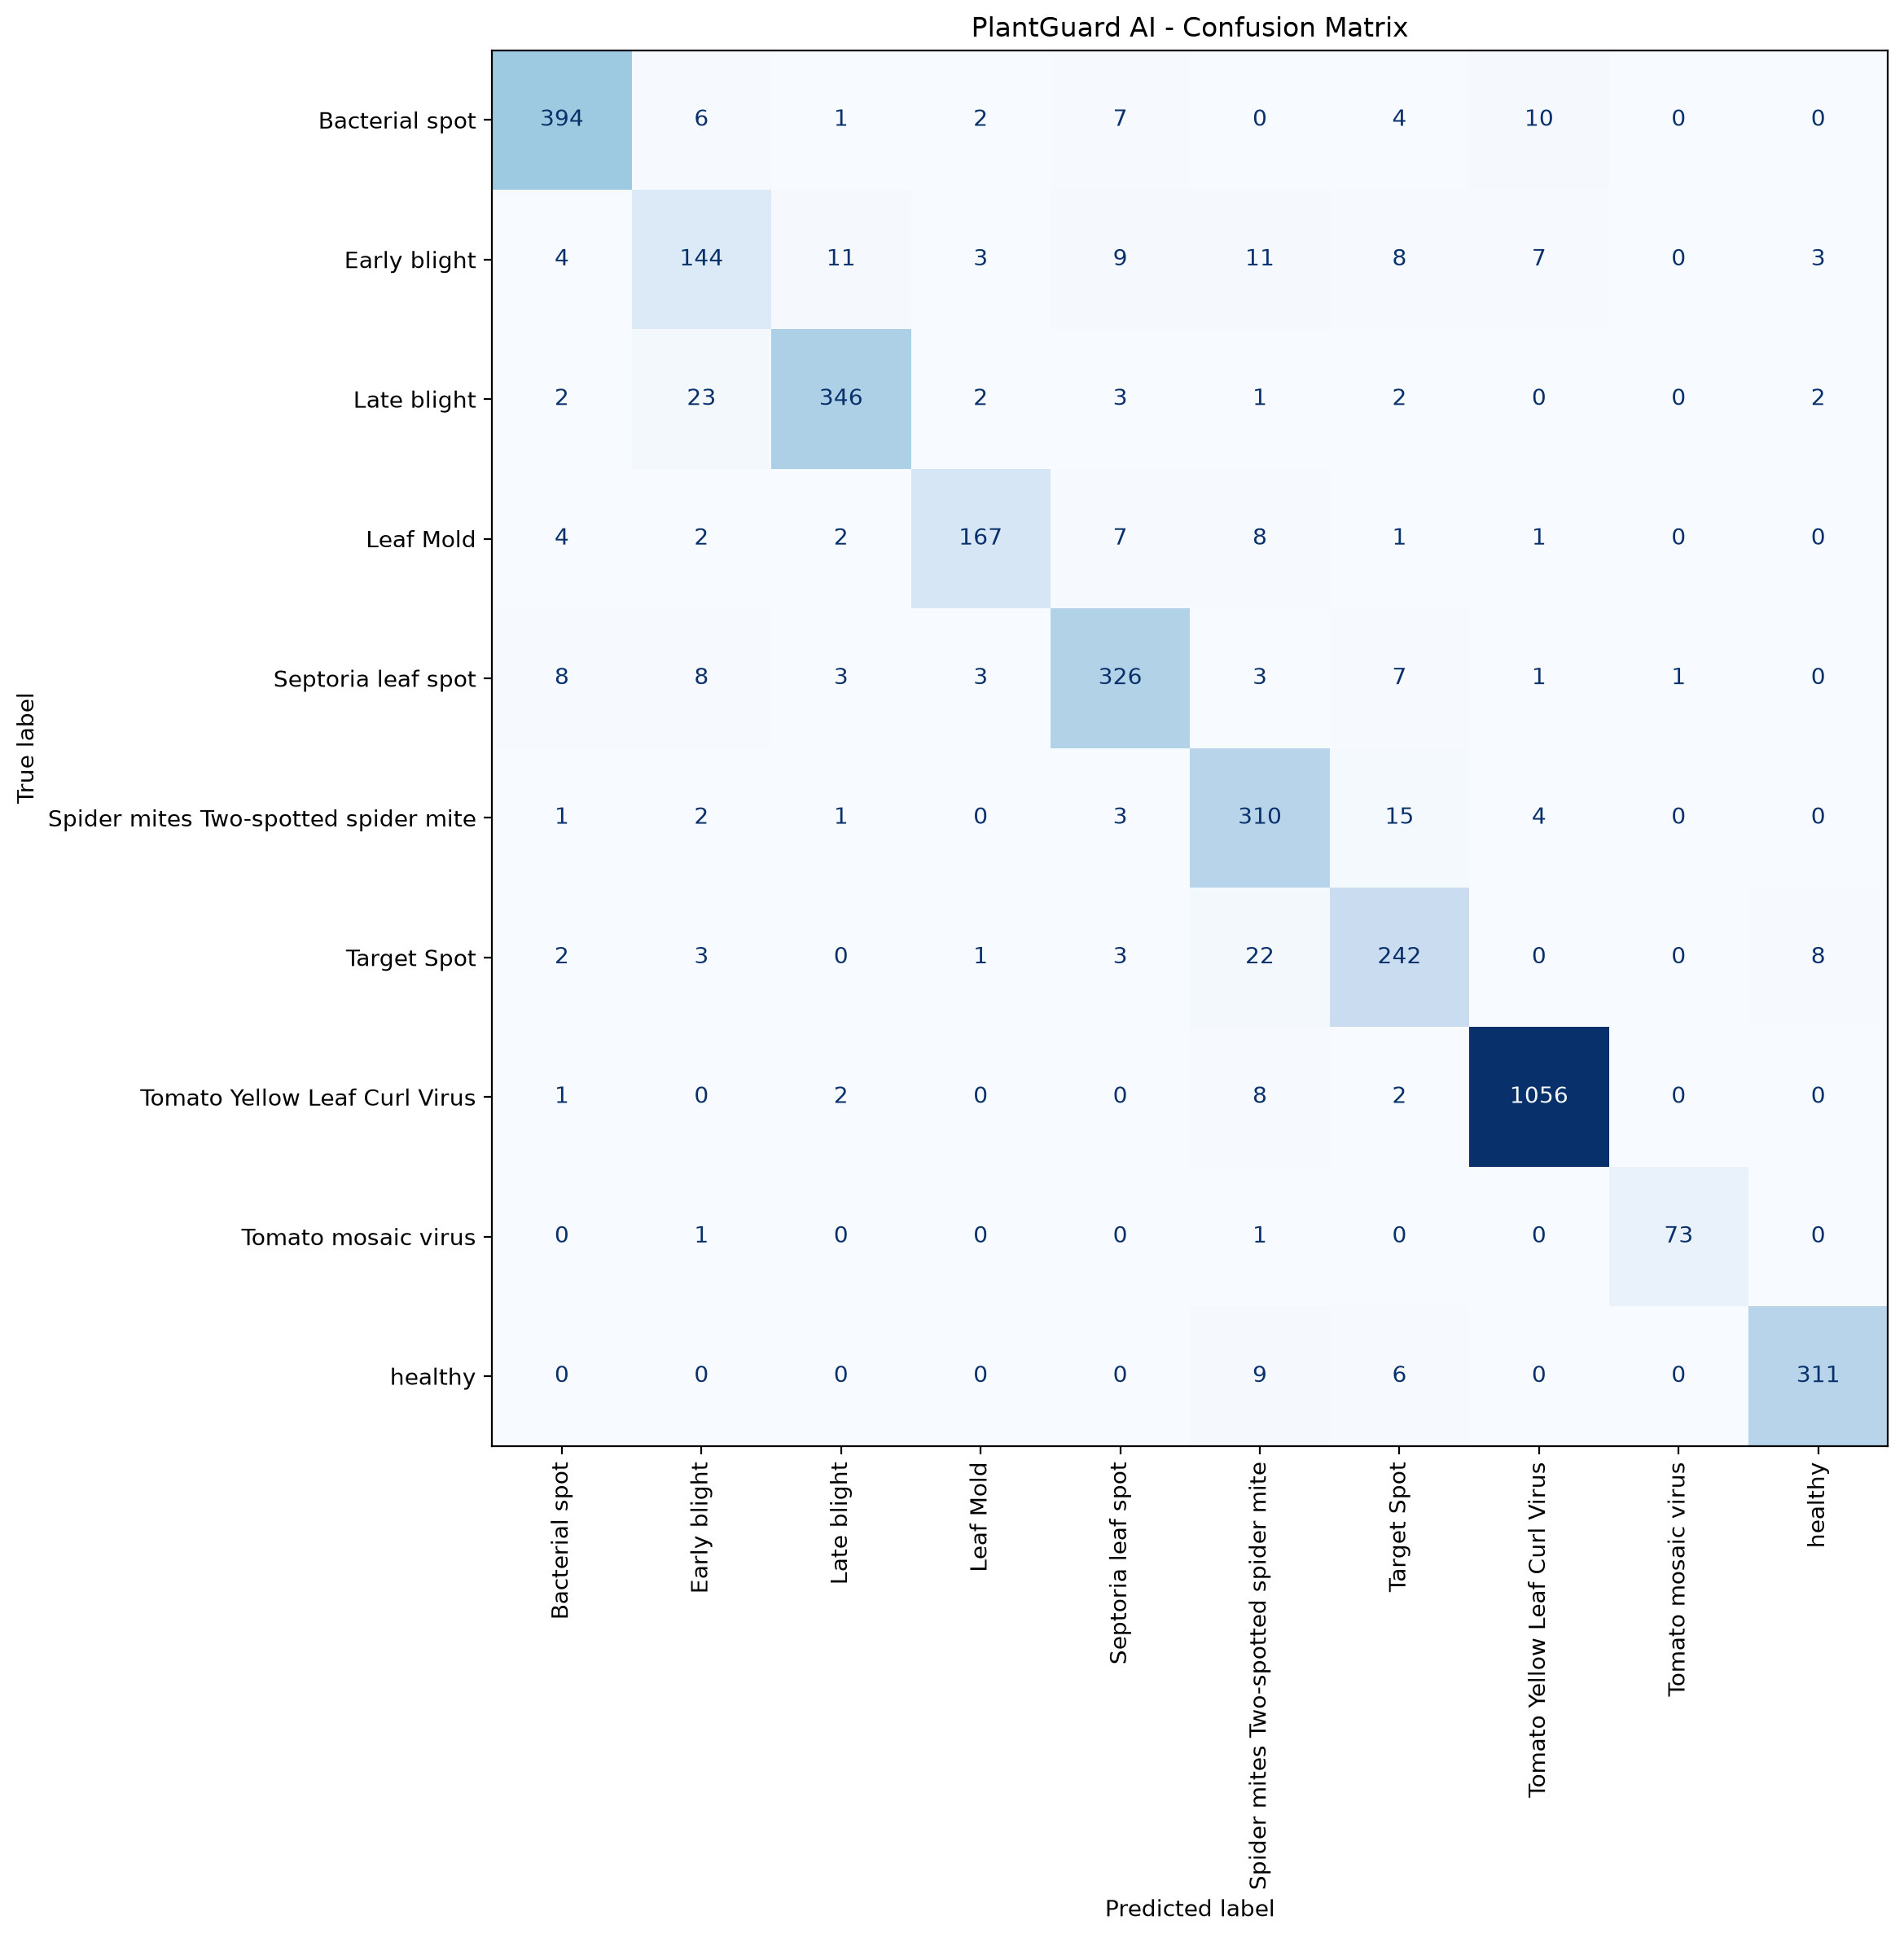 PlantGuard AI - Confusion Matrix
True label
Bacterial spot 394 6 1 2 7 0 4 10 0 0
Early blight 4 144 11 3 9 11 8 7 0 3
Late blight 2 23 346 2 3 1 2 0 0 2
Leaf Mold 4 2 2 167 7 8 1 1 0 0
Septoria leaf spot 8 8 3 3 326 3 7 1 1 0
Spider mites Two-spotted spider mite 1 2 1 0 3 310 15 4 0 0
Target Spot 2 3 0 1 3 22 242 0 0 8
Tomato Yellow Leaf Curl Virus 1 0 2 0 0 8 2 1056 0 0
Tomato mosaic virus 0 1 0 0 0 1 0 0 73 0
healthy 0 0 0 0 0 9 6 0 0 311
Bacterial spot
Early blight
Late blight
Leaf Mold
Septoria leaf spot
Spider mites Two-spotted spider mite
Target Spot
Tomato Yellow Leaf Curl Virus
Tomato mosaic virus
healthy
Predicted label